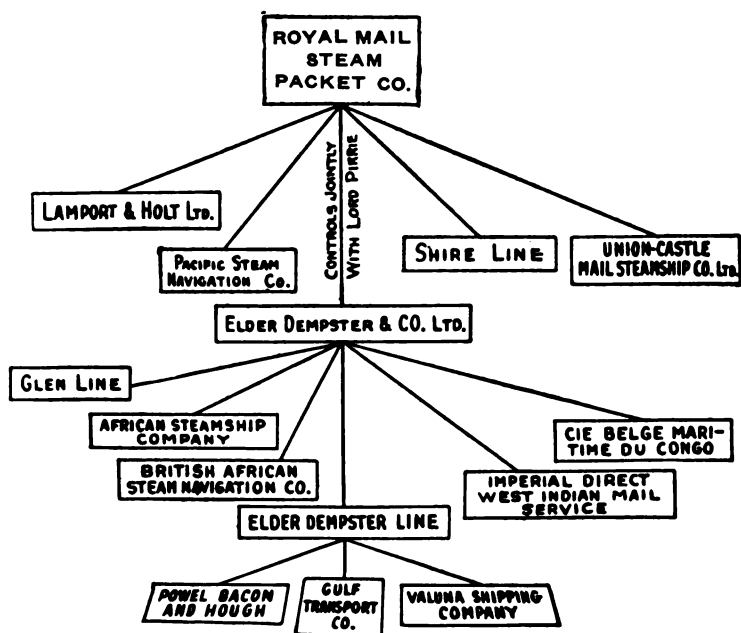 ROYAL MAIL
STEAM
PACKET CO.
CONTROLS JOINTLY
WITH LORD PIRRIE
LAMPORT & HOLT LTD.
PACIFIC STEAM
NAVIGATION CO.
SHIRE LINE
UNION-CASTLE
MAIL STEAMSHIP CO. LTD.
ELDER DEMPSTER & CO. LTD.
GLEN LINE
AFRICAN STEAMSHIP
COMPANY
BRITISH AFRICAN
STEAM NAVIGATION CO.
CIE BELGE MARI-
TIME DU CONGO
IMPERIAL DIRECT
WEST INDIAN MAIL
SERVICE
ELDER DEMPSTER LINE
POWEL BACON
AND HOUGH
GULF
TRANSPORT
CO.
VALUNA SHIPPING
COMPANY